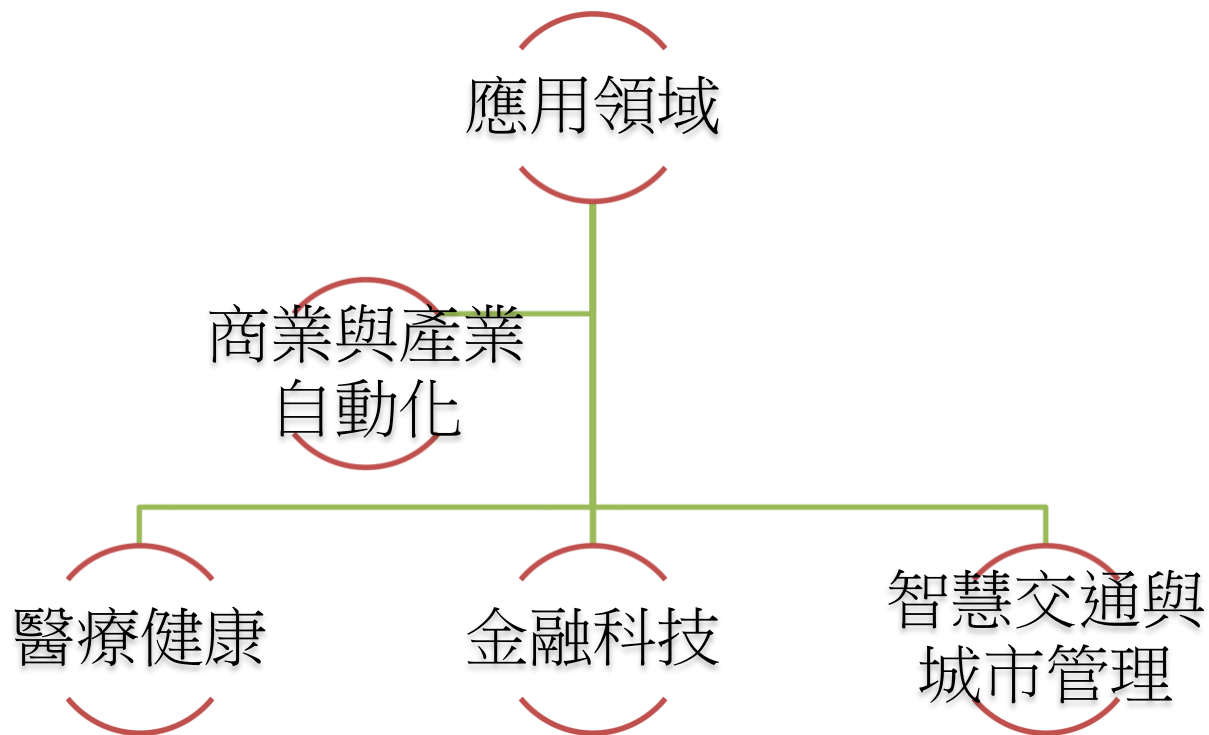 應用領域
商業與產業
自動化
醫療健康
金融科技
智慧交通與
城市管理